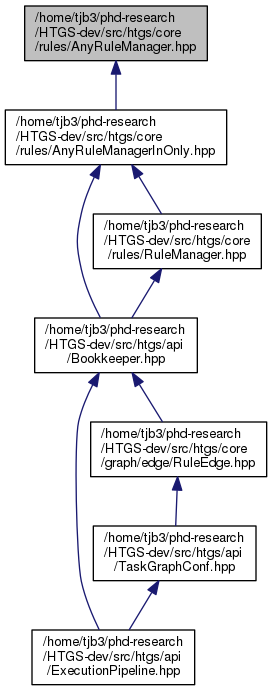 /home/tjb3/phd-research
/HTGS-dev/src/htgs/core
/rules/AnyRuleManager.hpp
/home/tjb3/phd-research
/HTGS-dev/src/htgs/core
/rules/AnyRuleManagerInOnly.hpp
/home/tjb3/phd-research
/HTGS-dev/src/htgs/core
/rules/RuleManager.hpp
/home/tjb3/phd-research
/HTGS-dev/src/htgs/api
/Bookkeeper.hpp
/home/tjb3/phd-research
/HTGS-dev/src/htgs/core
/graph/edge/RuleEdge.hpp
/home/tjb3/phd-research
/HTGS-dev/src/htgs/api
/TaskGraphConf.hpp
/home/tjb3/phd-research
/HTGS-dev/src/htgs/api
/ExecutionPipeline.hpp